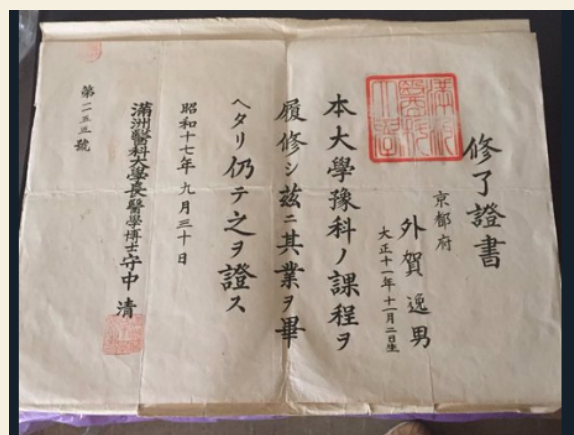 修了證書
京都府
外賀逸男
大正十一年十一月二日生
本大學豫科ノ課程ヲ
履修シ茲ニ其業ヲ畢
ヘタリ仍テ之ヲ證ス
昭和十七年九月三十日
滿洲醫科大學長醫學博士守中清
第二五五號